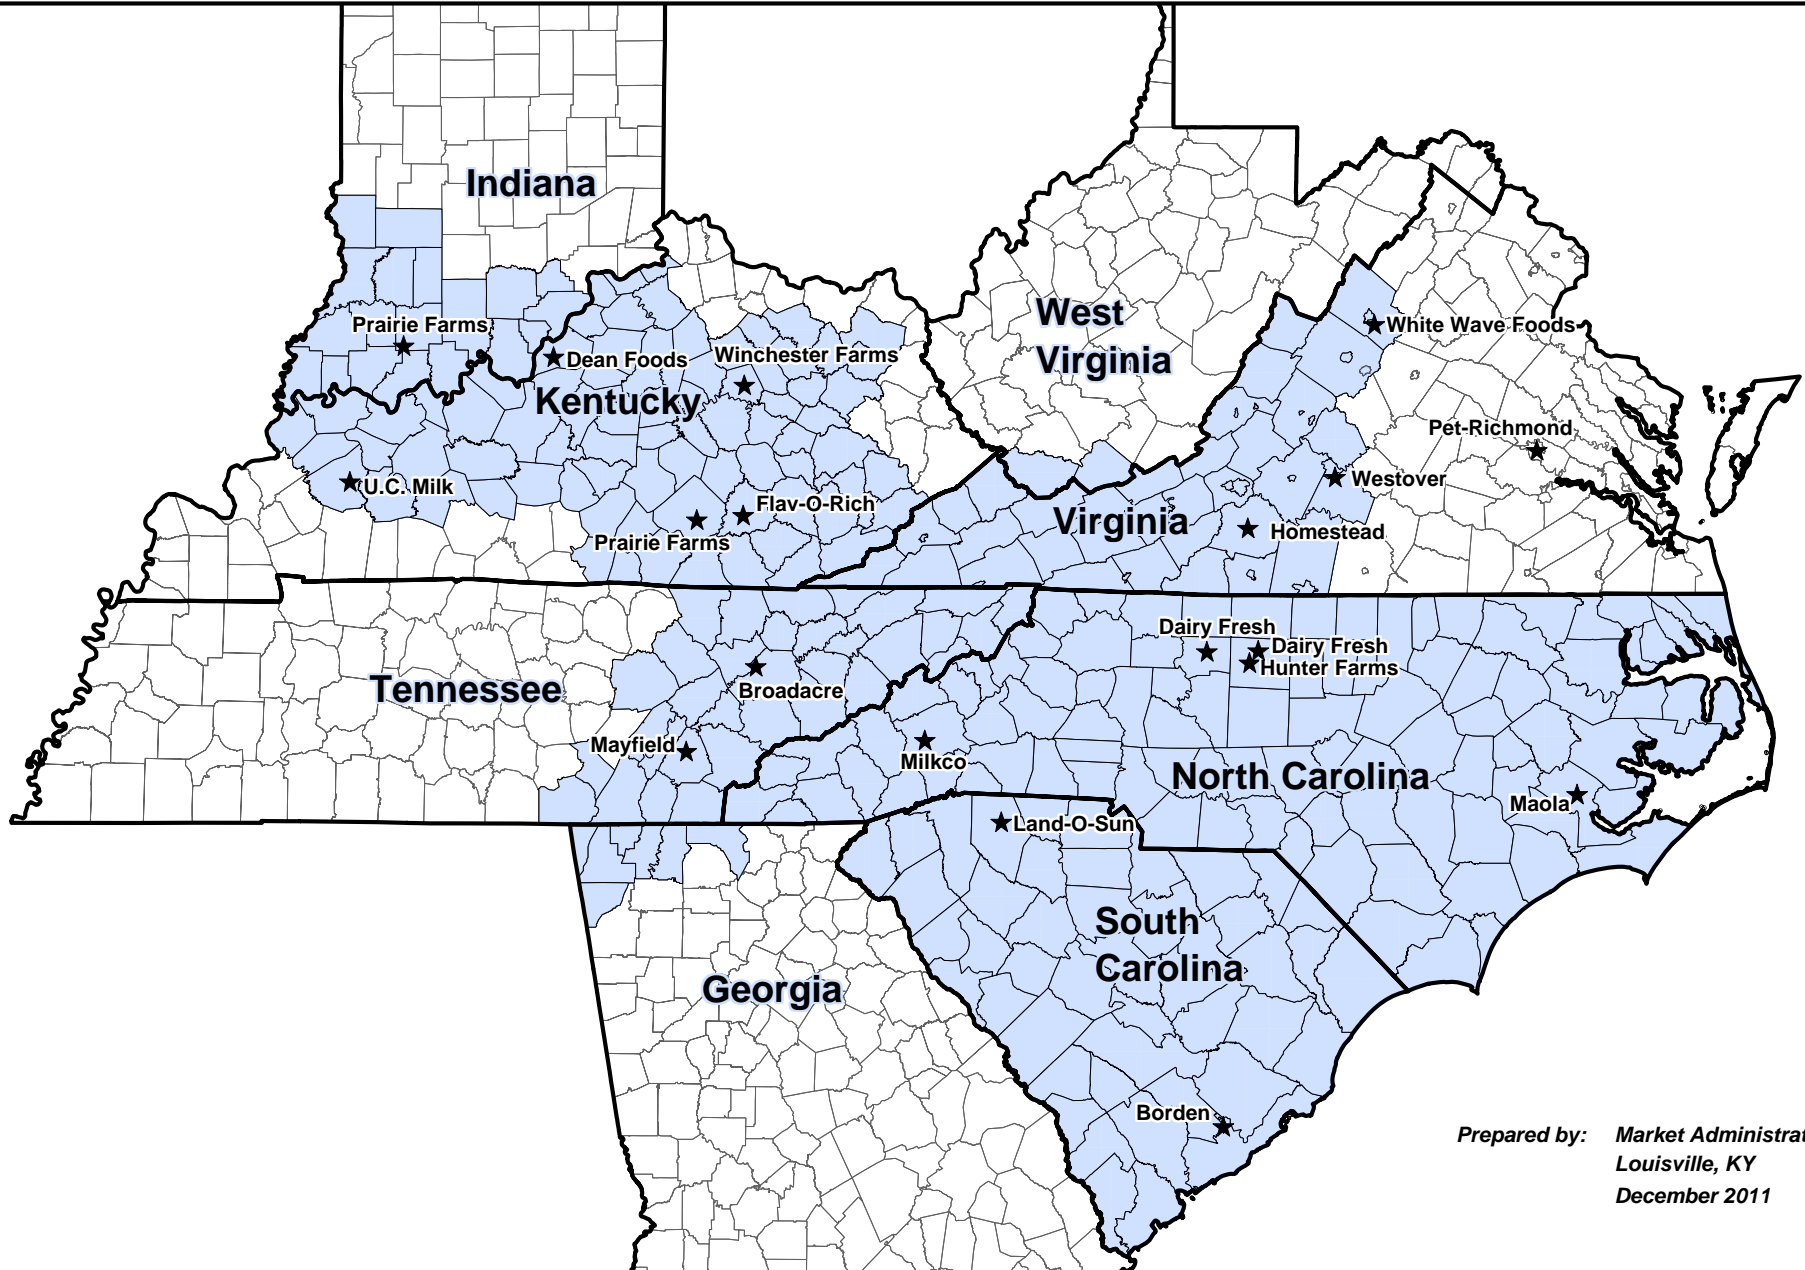 Indiana
West
Virginia
Prairie Farms
White Wave Foods
Dean Foods
Winchester Farms
Kentucky
Pet-Richmond
U.C. Milk
Westover
Flav-O-Rich
Virginia
Homestead
Prairie Farms
Dairy Fresh
Dairy Fresh
Hunter Farms
Tennessee
Broadacre
Mayfield
Milkco
North Carolina
Maola
Land-O-Sun
South
Carolina
Georgia
Borden
Prepared by: Market Administrat
Louisville, KY
December 2011